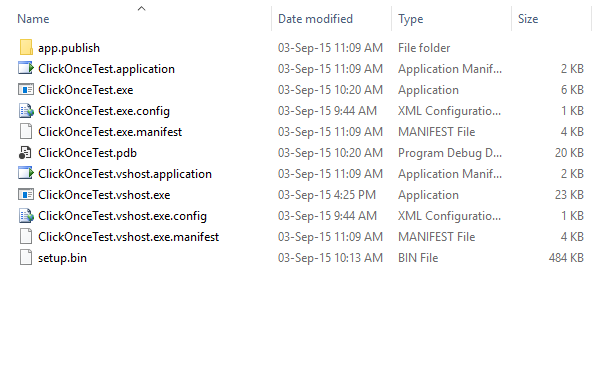 Name Date modified Type Size
app.publish 03-Sep-15 11:09 AM File folder
ClickOnceTest.application 03-Sep-15 11:09 AM Application Manif... 2 KB
ClickOnceTest.exe 03-Sep-15 10:20 AM Application 6 KB
ClickOnceTest.exe.config 03-Sep-15 9:44 AM XML Configuratio... 1 KB
ClickOnceTest.exe.manifest 03-Sep-15 11:09 AM MANIFEST File 4 KB
ClickOnceTest.pdb 03-Sep-15 10:20 AM Program Debug D... 20 KB
ClickOnceTest.vshost.application 03-Sep-15 11:09 AM Application Manif... 2 KB
ClickOnceTest.vshost.exe 03-Sep-15 4:25 PM Application 23 KB
ClickOnceTest.vshost.exe.config 03-Sep-15 9:44 AM XML Configuratio... 1 KB
ClickOnceTest.vshost.exe.manifest 03-Sep-15 11:09 AM MANIFEST File 4 KB
setup.bin 03-Sep-15 10:13 AM BIN File 484 KB